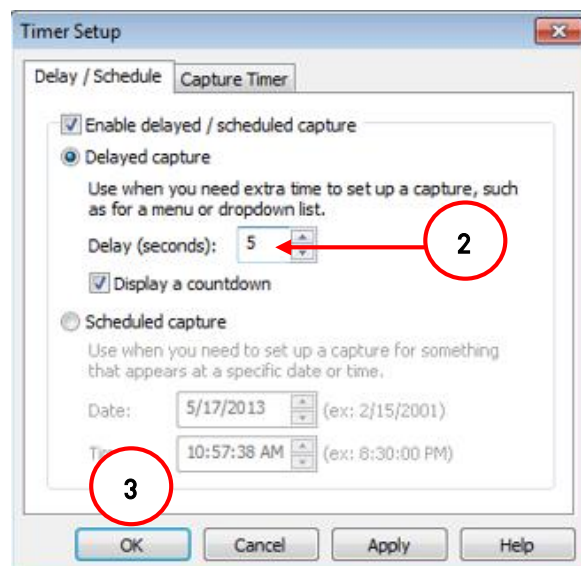 Timer Setup
Delay / Schedule Capture Timer
Enable delayed / scheduled capture
Delayed capture
Use when you need extra time to set up a capture, such
as for a menu or dropdown list.
Delay (seconds): 5 2
Display a countdown
Scheduled capture
Use when you need to set up a capture for something
that appears at a specific date or time.
Date: 5/17/2013 (ex: 2/15/2001)
10:57:38 AM (ex: 8:30:00 PM)
3
OK Cancel Apply Help